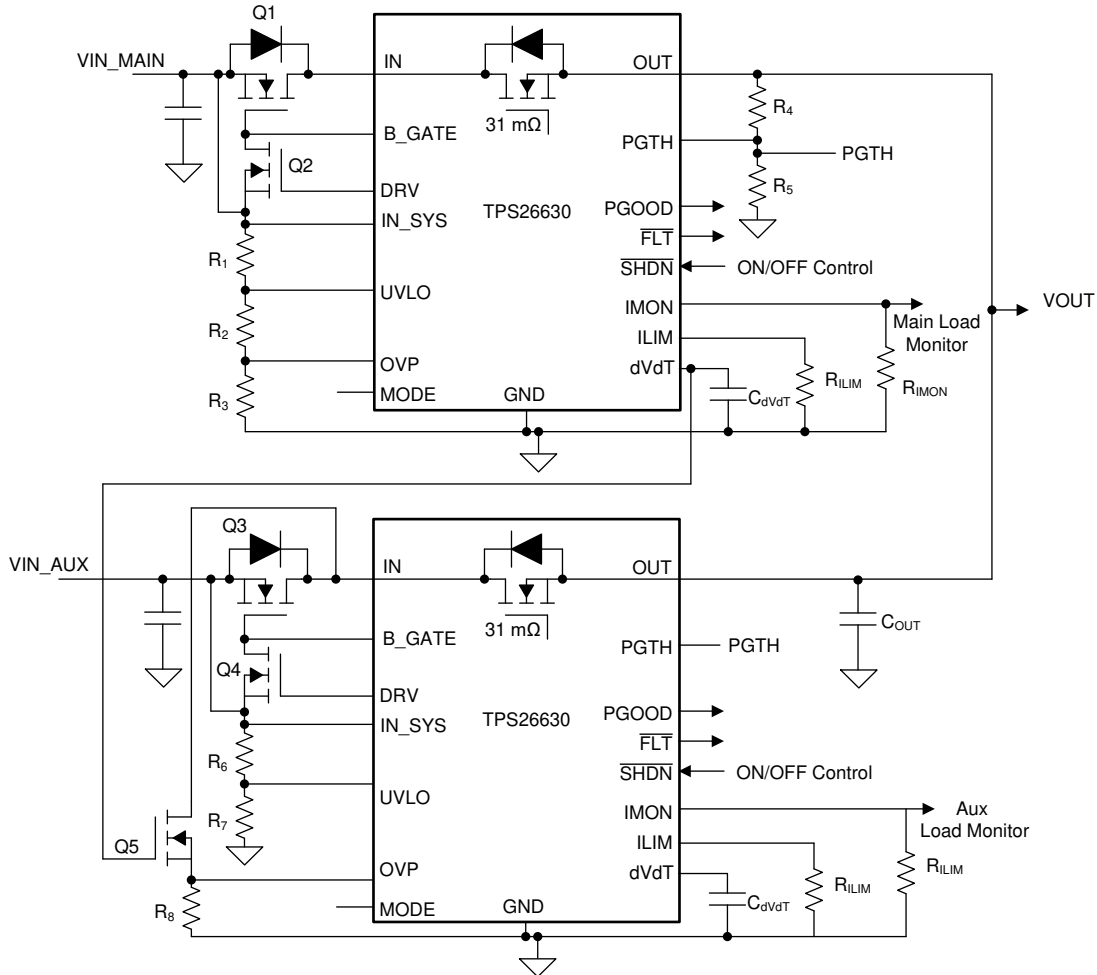 Q1
VIN_MAIN
IN
OUT
31 mΩ
R4
B_GATE
PGTH
PGTH
Q2
DRV
R5
TPS26630
PGOOD
IN_SYS
FLT
R1
SHDN
ON/OFF Control
UVLO
IMON
VOUT
R2
Main Load
Monitor
ILIM
OVP
dVdT
RILIM
R3
MODE
GND
CdVdT
RIMON
Q3
VIN_AUX
IN
OUT
31 mΩ
COUT
B_GATE
PGTH
PGTH
Q4
DRV
TPS26630
PGOOD
IN_SYS
FLT
R6
SHDN
ON/OFF Control
UVLO
IMON
Aux
Load Monitor
R7
ILIM
Q5
OVP
dVdT
RILIM
RILIM
R8
MODE
GND
CdVdT